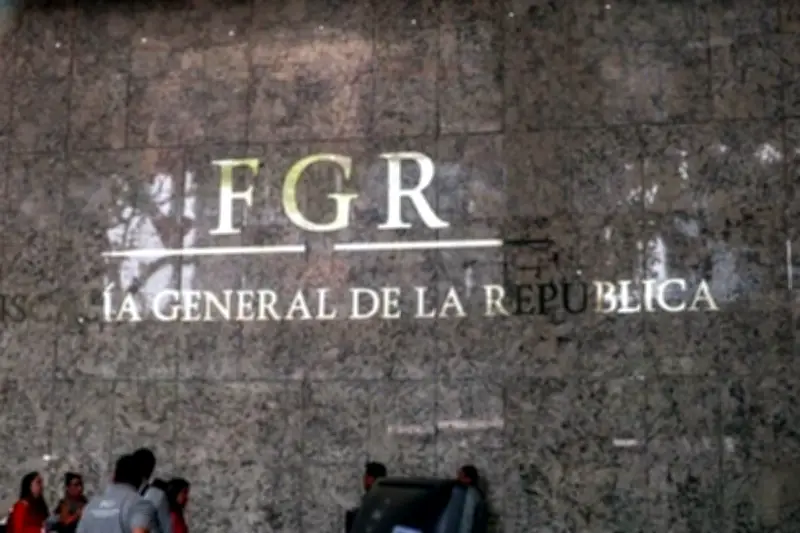 FGR
ÍA GENERAL DE LA REPÚBLICA